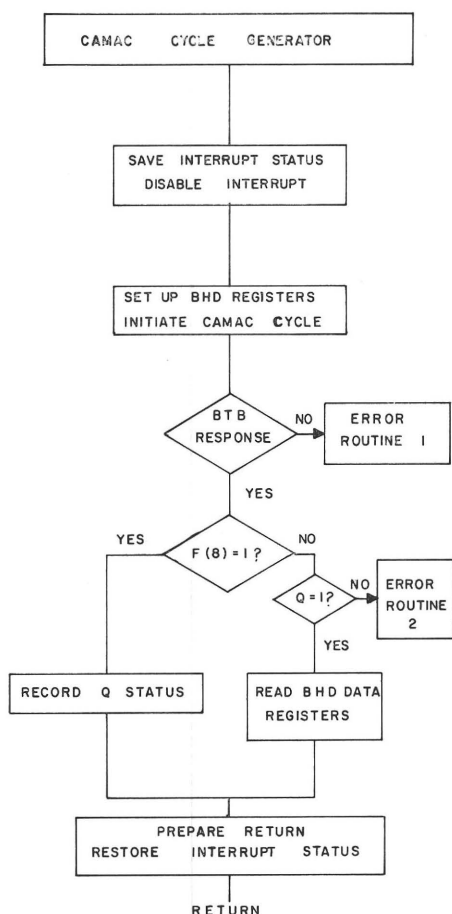 CAMAC CYCLE GENERATOR
SAVE INTERRUPT STATUS
DISABLE INTERRUPT
SET UP BHD REGISTERS
INITIATE CAMAC CYCLE
BTB
RESPONSE
NO
ERROR
ROUTINE 1
YES
YES
F(8)=1?
NO
Q=1?
NO
ERROR
ROUTINE
2
YES
RECORD Q STATUS
READ BHD DATA
REGISTERS
PREPARE RETURN
RESTORE INTERRUPT STATUS
RETURN